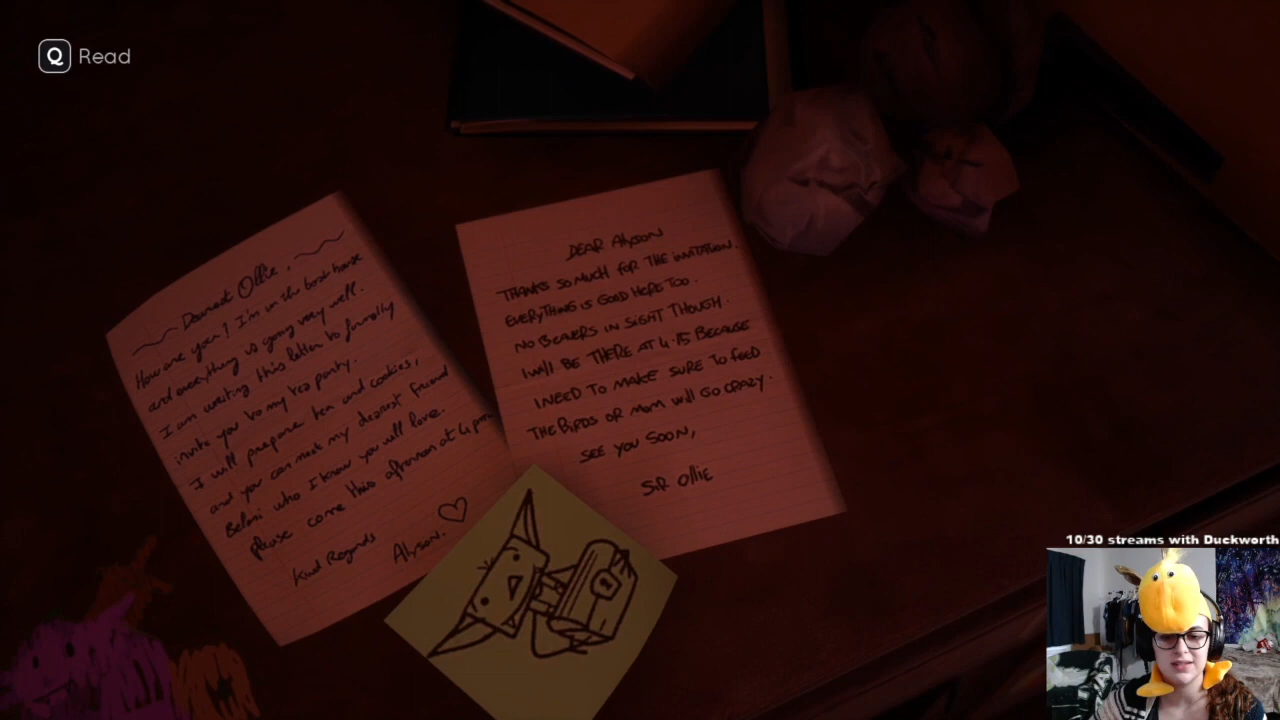 Q Read
Dearest Ollie,
How are you? I'm in the boat house
and everything is going very well.
I am writing this letter to formally
invite you to my tea party.
I will prepare tea and cookies,
and you can meet my dearest friend
Beloni who I know you will love.
please come this afternoon at 4 pm
Kind Regards
Alyson.
DEAR Alyson
THANKS SO MUCH FOR THE INVITATION.
EVERYTHING IS GOOD HERE TOO.
NO BEAVERS IN SIGHT THOUGH.
I WILL BE THERE AT 4.15 BECAUSE
I NEED TO MAKE SURE TO FEED
THE BIRDS OR MOM WILL GO CRAZY.
SEE YOU SOON,
SIR Ollie
10/30 streams with Duckworth